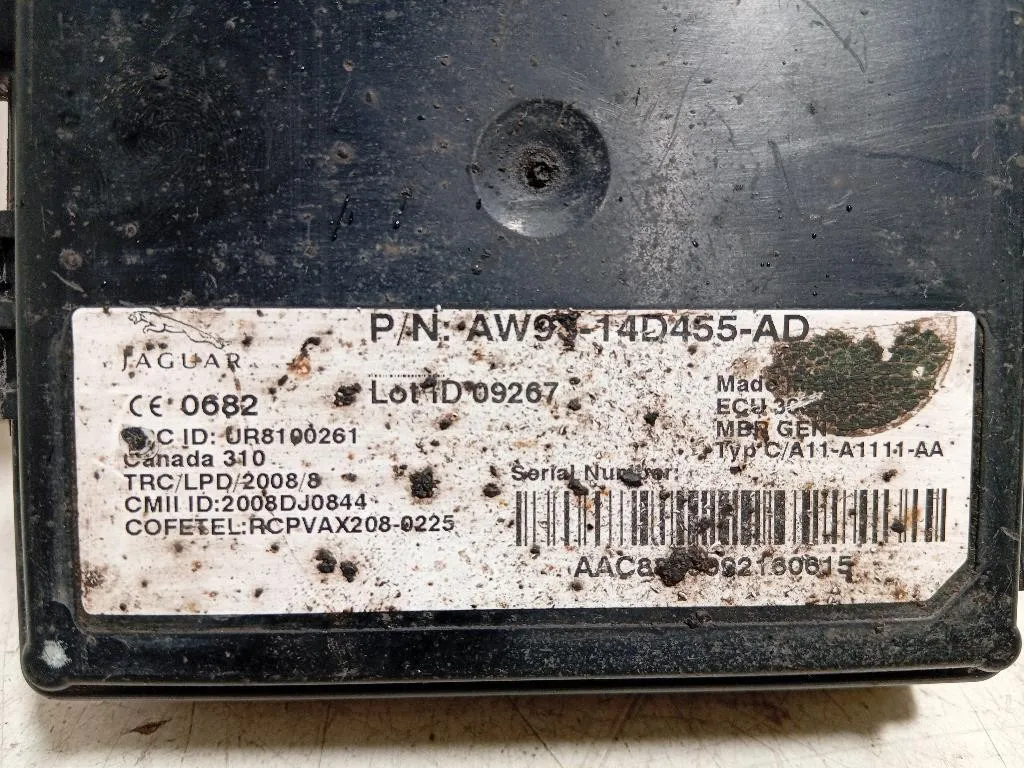 JAGUAR
P/N: -14D455-AD
CE 0682
Lot ID 09267
ID: UR8100261
Canada 310
TRC/LPD/2008/8
CMII ID:2008DJ0844
COFETEL:RCPVAX208-0225
Made
ECU
MBR GEN
Typ C/A11-A1111-AA
Serial Number: